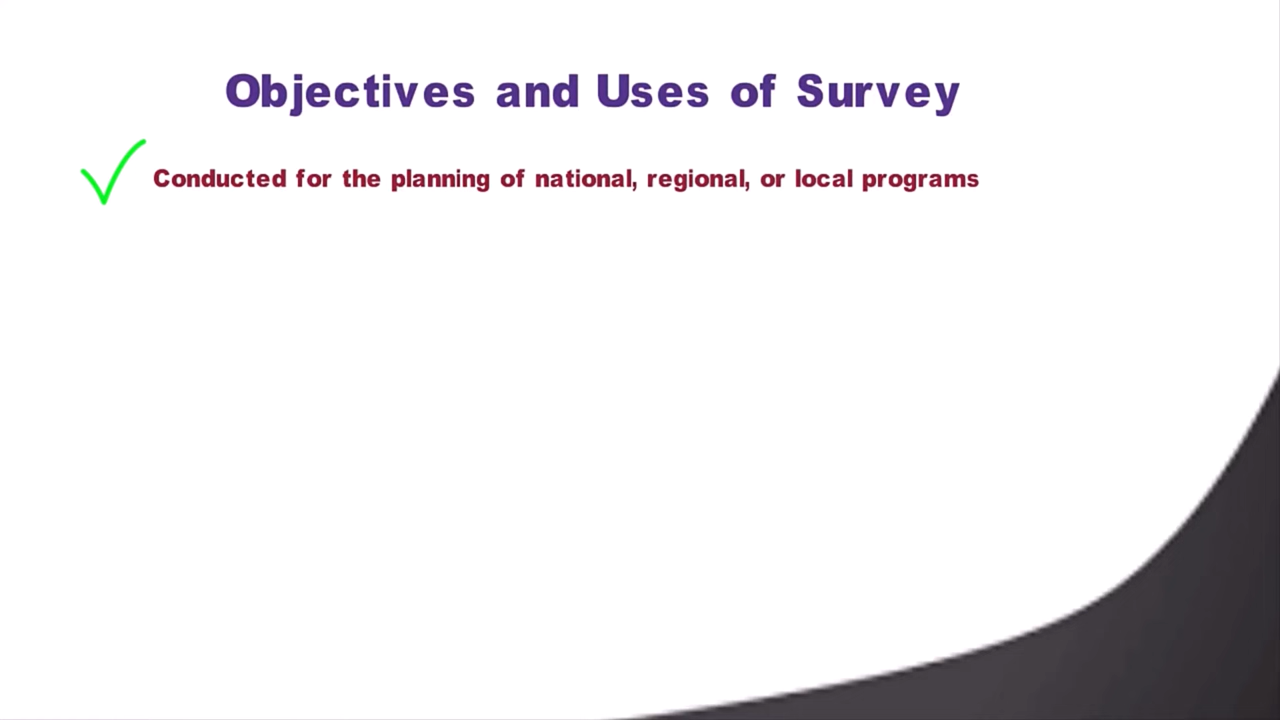 Objectives and Uses of Survey
Conducted for the planning of national, regional, or local programs